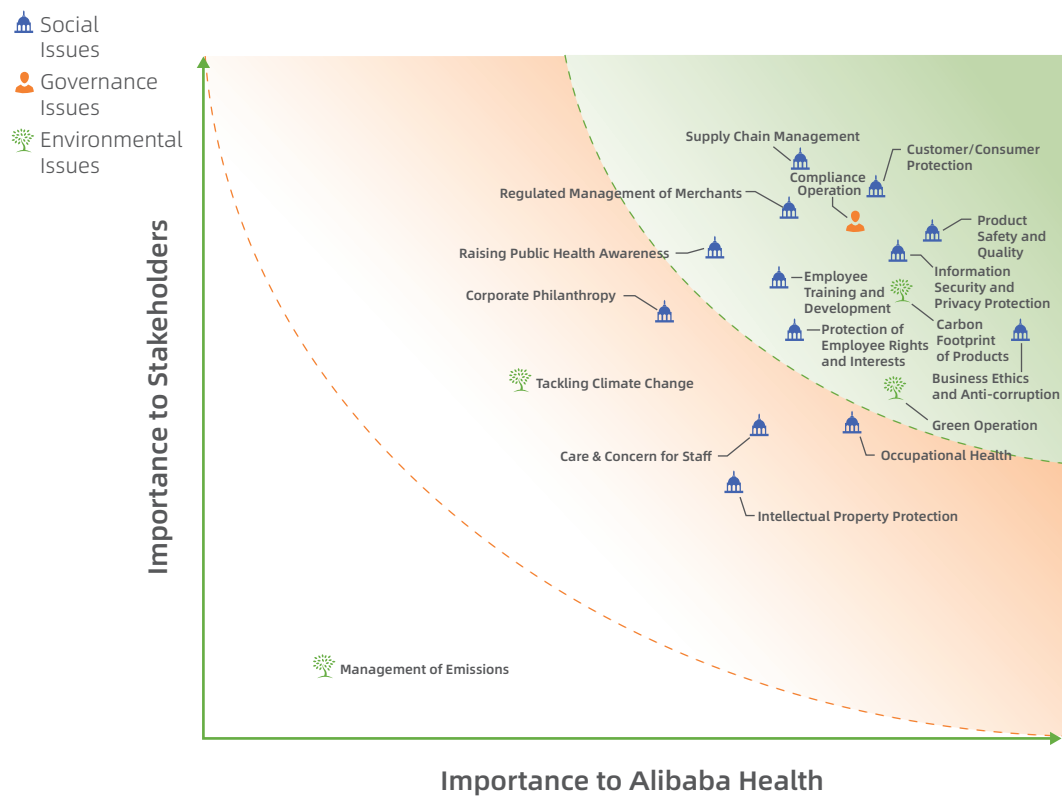 Social
Issues
Governance
Issues
Environmental
Issues
Supply Chain Management
Customer/Consumer
Protection
Compliance
Operation
Regulated Management of Merchants
Product
Safety and
Quality
Raising Public Health Awareness
Information
Security and
Privacy Protection
Employee
Training and
Development
Corporate Philanthropy
Carbon
Footprint
of Products
Protection of
Employee Rights
and Interests
Business Ethics
and Anti-corruption
Tackling Climate Change
Green Operation
Care & Concern for Staff
Occupational Health
Intellectual Property Protection
Management of Emissions
Importance to Stakeholders
Importance to Alibaba Health